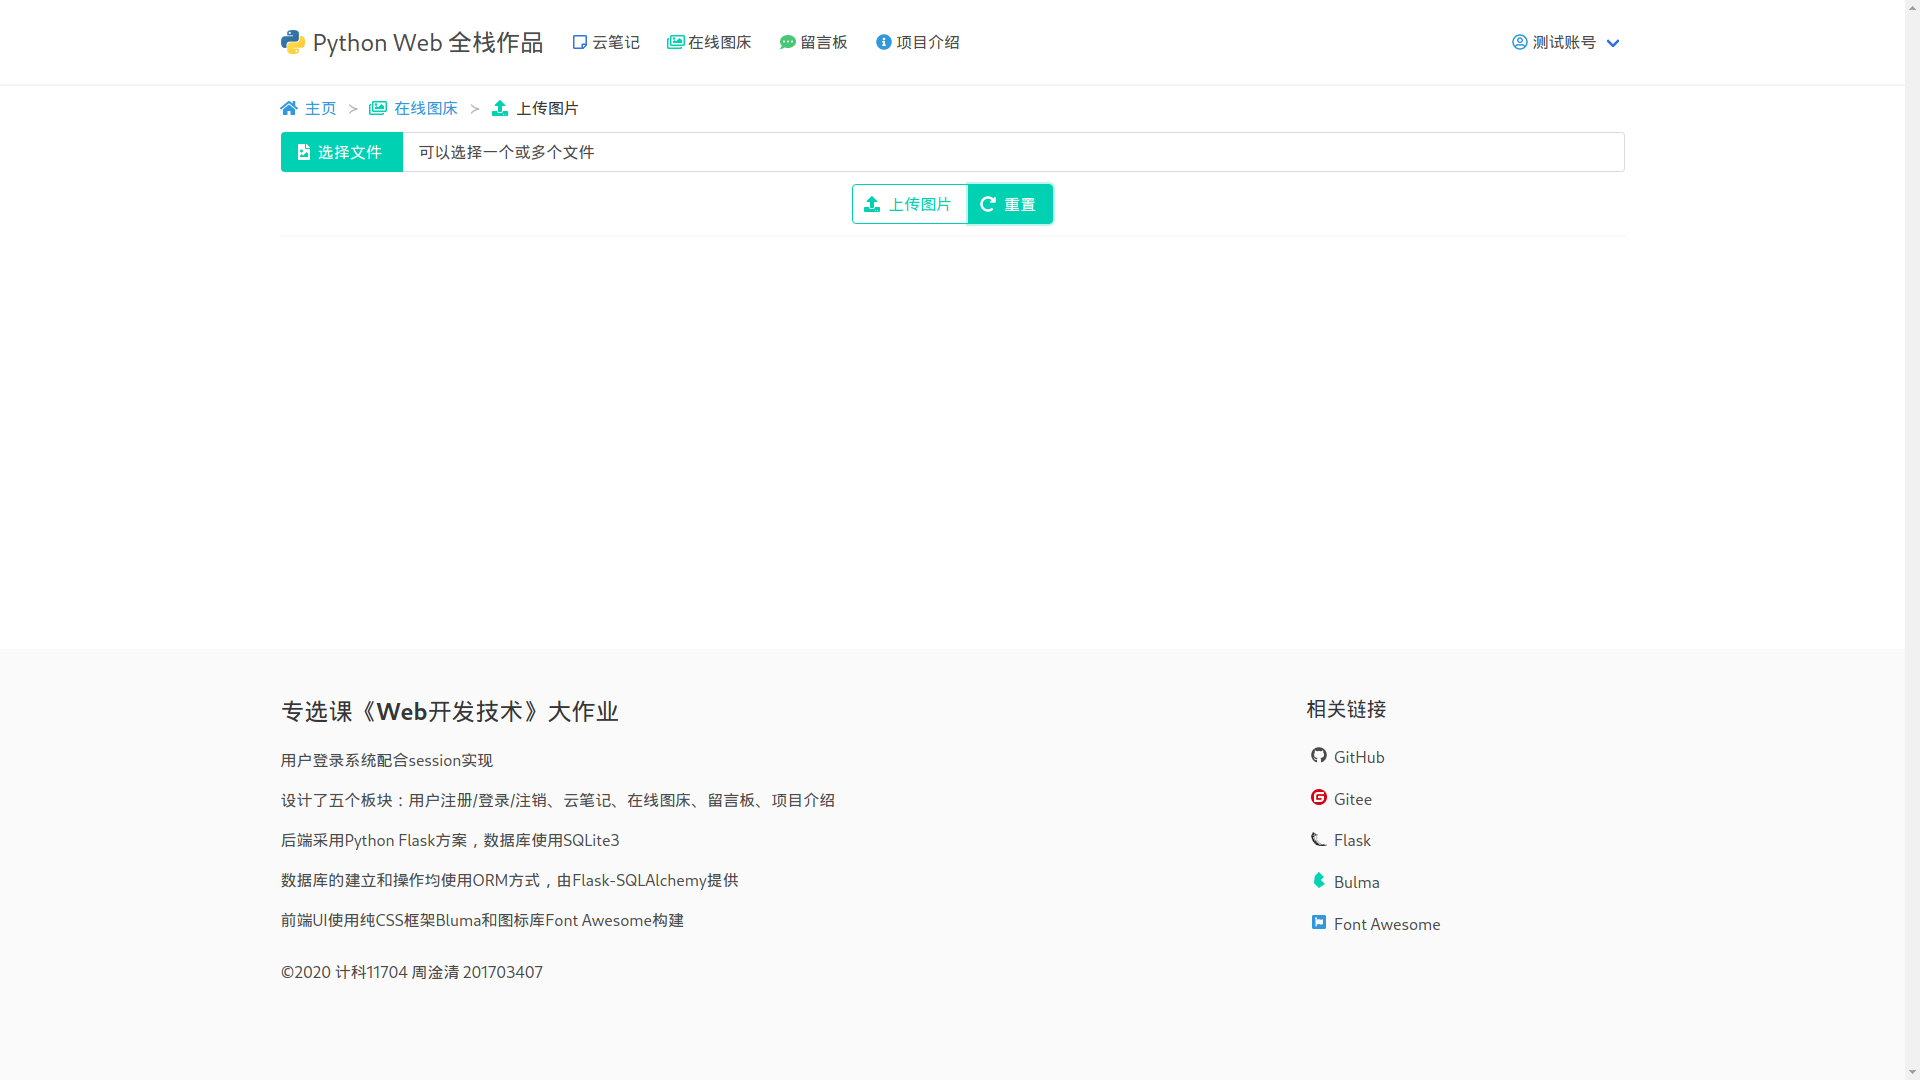 Python Web 全栈作品 云笔记 在线图床 留言板 项目介绍 测试账号
主页 > 在线图床 > 上传图片
选择文件 可以选择一个或多个文件
上传图片 重置
专选课《Web开发技术》大作业
用户登录系统配合session实现
设计了五个板块：用户注册/登录/注销、云笔记、在线图床、留言板、项目介绍
后端采用Python Flask方案，数据库使用SQLite3
数据库的建立和操作均使用ORM方式，由Flask-SQLAlchemy提供
前端UI使用纯CSS框架Bluma和图标库Font Awesome构建
©2020 计科11704 周淦清 201703407
相关链接
GitHub
Gitee
Flask
Bulma
Font Awesome